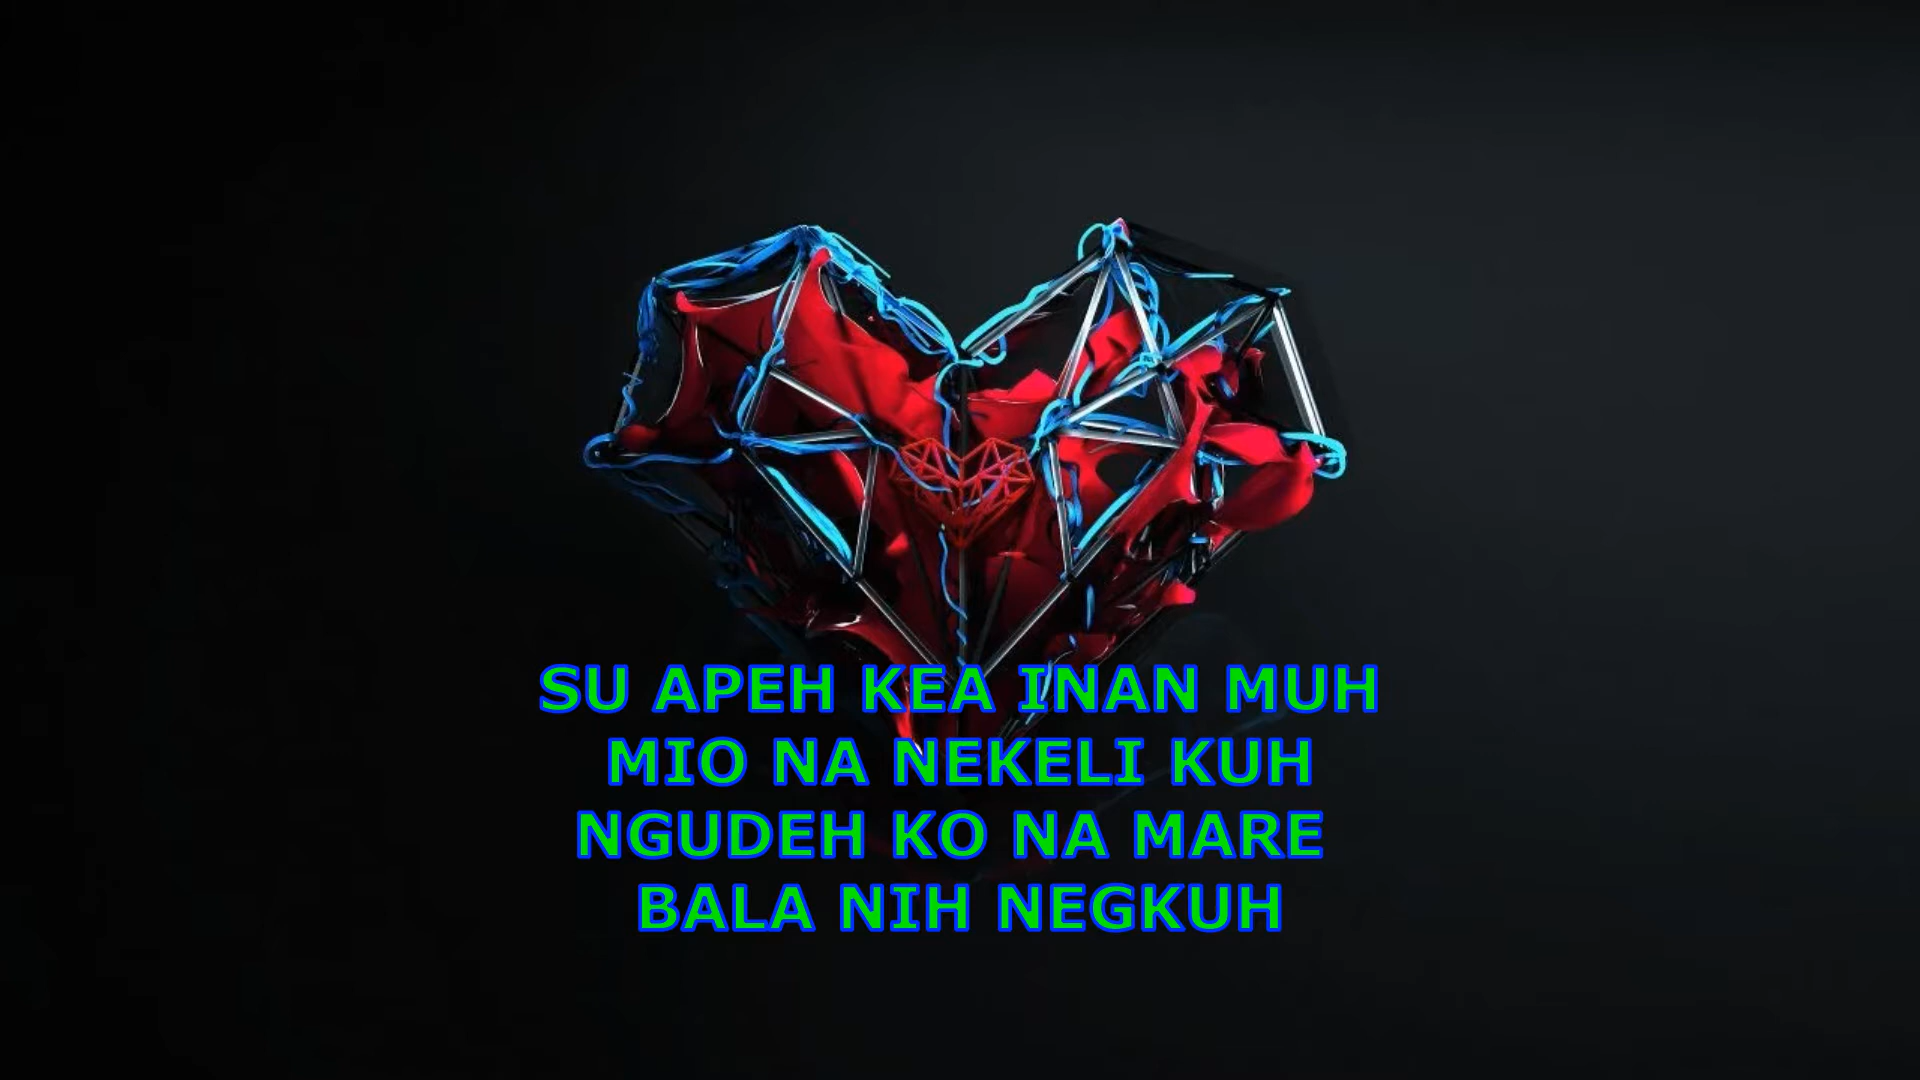 SU APEH KEA INAN MUH
MIO NA NEKELI KUH
NGUDEH KO NA MARE
BALA NIH NEGKUH